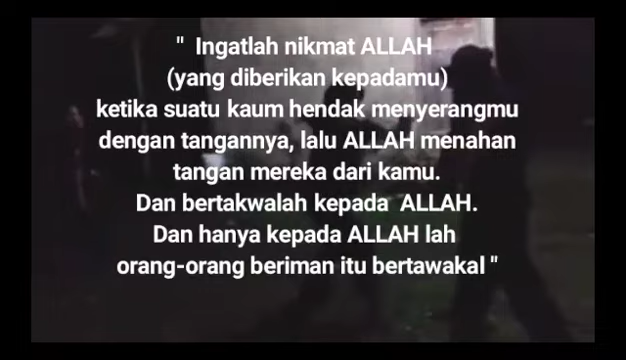 " Ingatlah nikmat ALLAH
(yang diberikan kepadamu)
ketika suatu kaum hendak menyerangmu
dengan tangannya, lalu ALLAH menahan
tangan mereka dari kamu.
Dan bertakwalah kepada ALLAH.
Dan hanya kepada ALLAH lah
orang-orang beriman itu bertawakal "